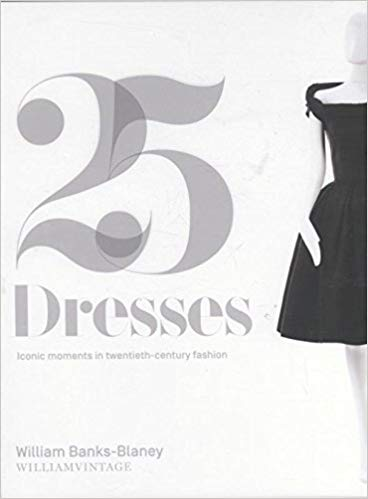 25
Dresses
Iconic moments in twentieth-century fashion
William Banks-Blaney
WILLIAMVINTAGE